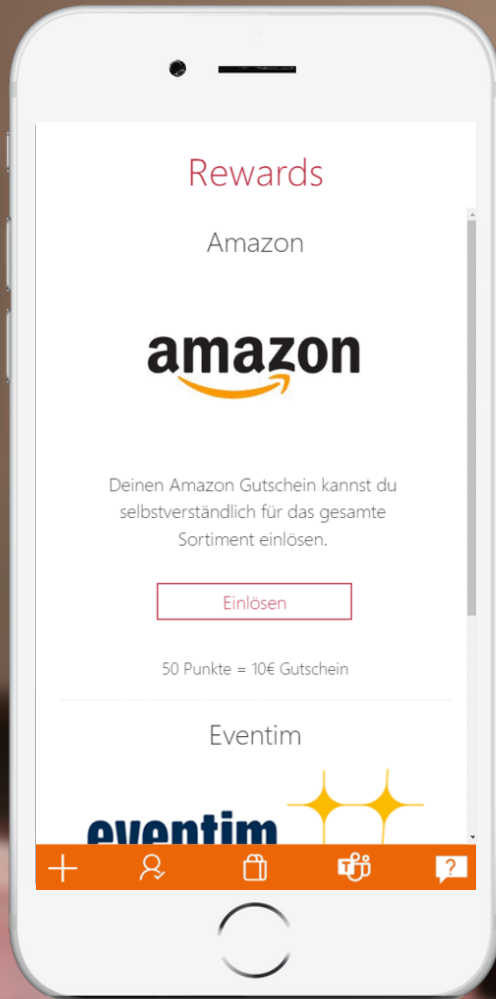 Rewards
Amazon
amazon
Deinen Amazon Gutschein kannst du
selbstverständlich für das gesamte
Sortiment einlösen.
Einlösen
50 Punkte = 10€ Gutschein
Eventim
eventim
T
?